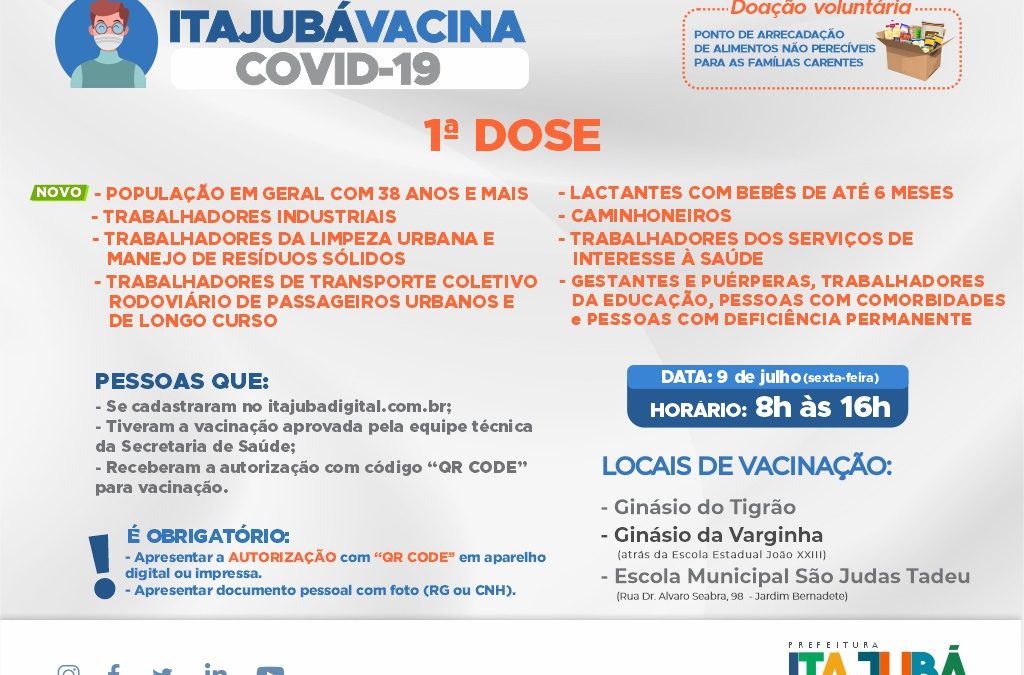 ITAJUBÁVACINA
COVID-19
Doação voluntária
PONTO DE ARRECADAÇÃO
DE ALIMENTOS NÃO PERECÍVEIS
PARA AS FAMÍLIAS CARENTES
1ª DOSE
NOVO - POPULAÇÃO EM GERAL COM 38 ANOS E MAIS
- TRABALHADORES INDUSTRIAIS
- TRABALHADORES DA LIMPEZA URBANA E
MANEJO DE RESÍDUOS SÓLIDOS
- TRABALHADORES DE TRANSPORTE COLETIVO
RODOVIÁRIO DE PASSAGEIROS URBANOS E
DE LONGO CURSO
- LACTANTES COM BEBÊS DE ATÉ 6 MESES
- CAMINHONEIROS
- TRABALHADORES DOS SERVIÇOS DE
INTERESSE À SAÚDE
- GESTANTES E PUÉRPERAS, TRABALHADORES
DA EDUCAÇÃO, PESSOAS COM COMORBIDADES
e PESSOAS COM DEFICIÊNCIA PERMANENTE
PESSOAS QUE:
- Se cadastraram no itajubadigital.com.br;
- Tiveram a vacinação aprovada pela equipe técnica
da Secretaria de Saúde;
- Receberam a autorização com código “QR CODE”
para vacinação.
! É OBRIGATÓRIO:
- Apresentar a AUTORIZAÇÃO com “QR CODE” em aparelho
digital ou impressa.
- Apresentar documento pessoal com foto (RG ou CNH).
DATA: 9 de julho (sexta-feira)
HORÁRIO: 8h às 16h
LOCAIS DE VACINAÇÃO:
- Ginásio do Tigrão
- Ginásio da Varginha
(atrás da Escola Estadual João XXIII)
- Escola Municipal São Judas Tadeu
(Rua Dr. Alvaro Seabra, 98 - Jardim Bernadete)
PREFEITURA
ITAJUBÁ